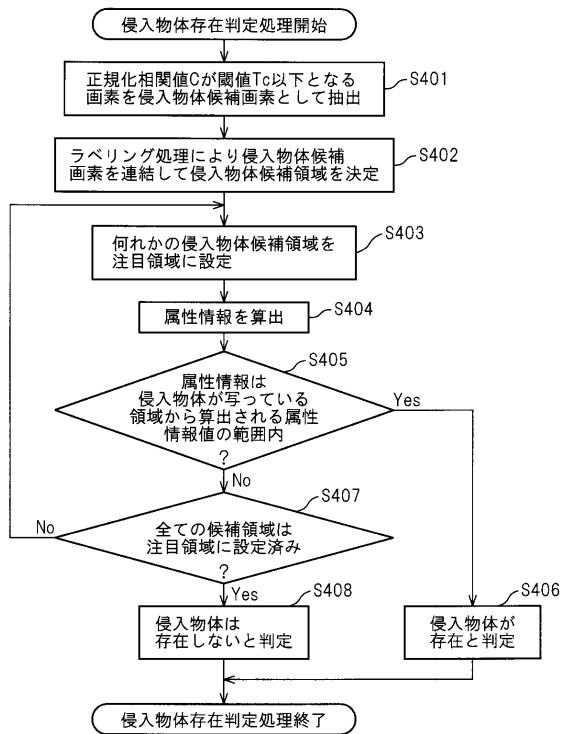 侵入物体存在判定処理開始
S401
正規化相関値Cが閾値Tc以下となる
画素を侵入物体候補画素として抽出
S402
ラベリング処理により侵入物体候補
画素を連結して侵入物体候補領域を決定
S403
何れかの侵入物体候補領域を
注目領域に設定
S404
属性情報を算出
S405
属性情報は
侵入物体が写っている
領域から算出される属性
情報値の範囲内
?
Yes
No
S407
全ての候補領域は
注目領域に設定済み
?
No
Yes
S408
侵入物体は
存在しないと判定
S406
侵入物体が
存在と判定
侵入物体存在判定処理終了